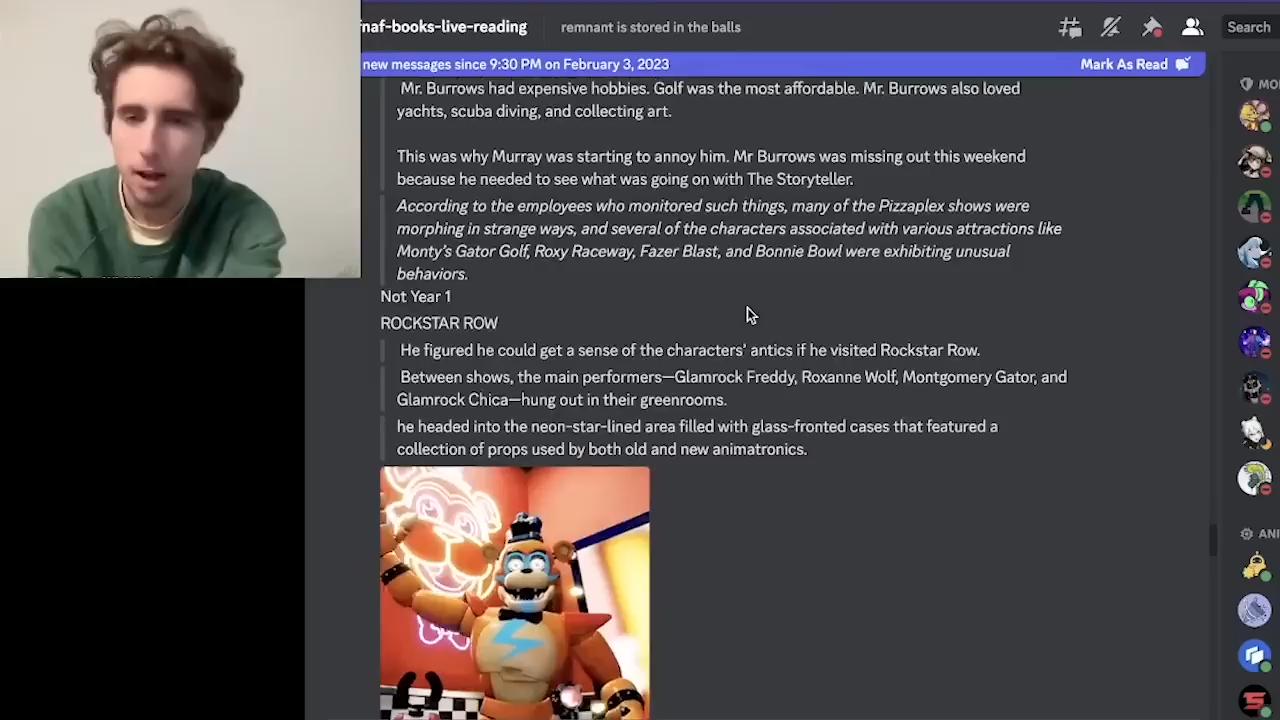 fnaf-books-live-reading
remnant is stored in the balls
Search
new messages since 9:30 PM on February 3, 2023
Mark As Read
Mr. Burrows had expensive hobbies. Golf was the most affordable. Mr. Burrows also loved
yachts, scuba diving, and collecting art.
This was why Murray was starting to annoy him. Mr Burrows was missing out this weekend
because he needed to see what was going on with The Storyteller.
According to the employees who monitored such things, many of the Pizzaplex shows were
morphing in strange ways, and several of the characters associated with various attractions like
Monty's Gator Golf, Roxy Raceway, Fazer Blast, and Bonnie Bowl were exhibiting unusual
behaviors.
Not Year 1
ROCKSTAR ROW
He figured he could get a sense of the characters' antics if he visited Rockstar Row.
Between shows, the main performers—Glamrock Freddy, Roxanne Wolf, Montgomery Gator, and
Glamrock Chica—hung out in their greenrooms.
he headed into the neon-star-lined area filled with glass-fronted cases that featured a
collection of props used by both old and new animatronics.
MO
ANI